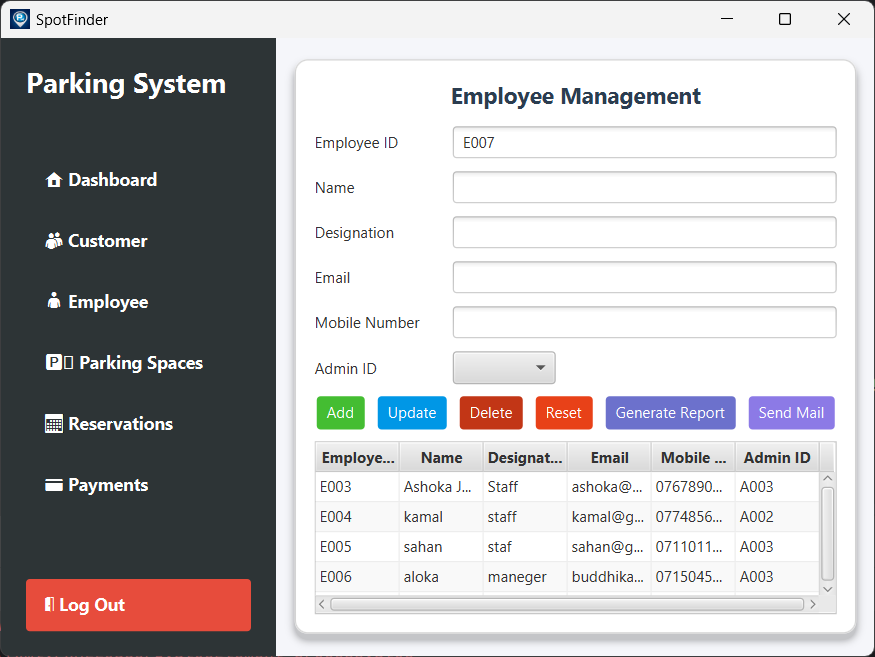 SpotFinder
Parking System
Dashboard
Customer
Employee
P Parking Spaces
Reservations
Payments
Log Out
Employee Management
Employee ID E007
Name
Designation
Email
Mobile Number
Admin ID
Add Update Delete Reset Generate Report Send Mail
Employe... Name Designat... Email Mobile ... Admin ID
E003 Ashoka J... Staff ashoka@... 0767890... A003
E004 kamal staff kamal@g... 0774856... A002
E005 sahan staf sahan@g... 0711011... A003
E006 aloka maneger buddhika... 0715045... A003